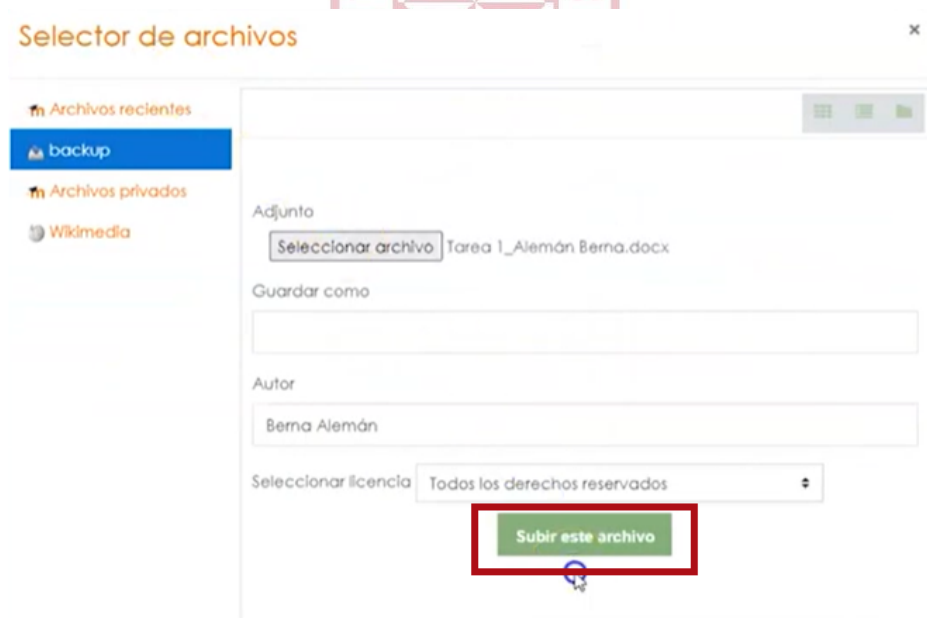 Selector de archivos
×
Archivos recientes
backup
Archivos privados
Wikimedia
Adjunto
Seleccionar archivo Tarea 1_Alemán Berna.docx
Guardar como
Autor
Berna Alemán
Seleccionar licencia Todos los derechos reservados
Subir este archivo